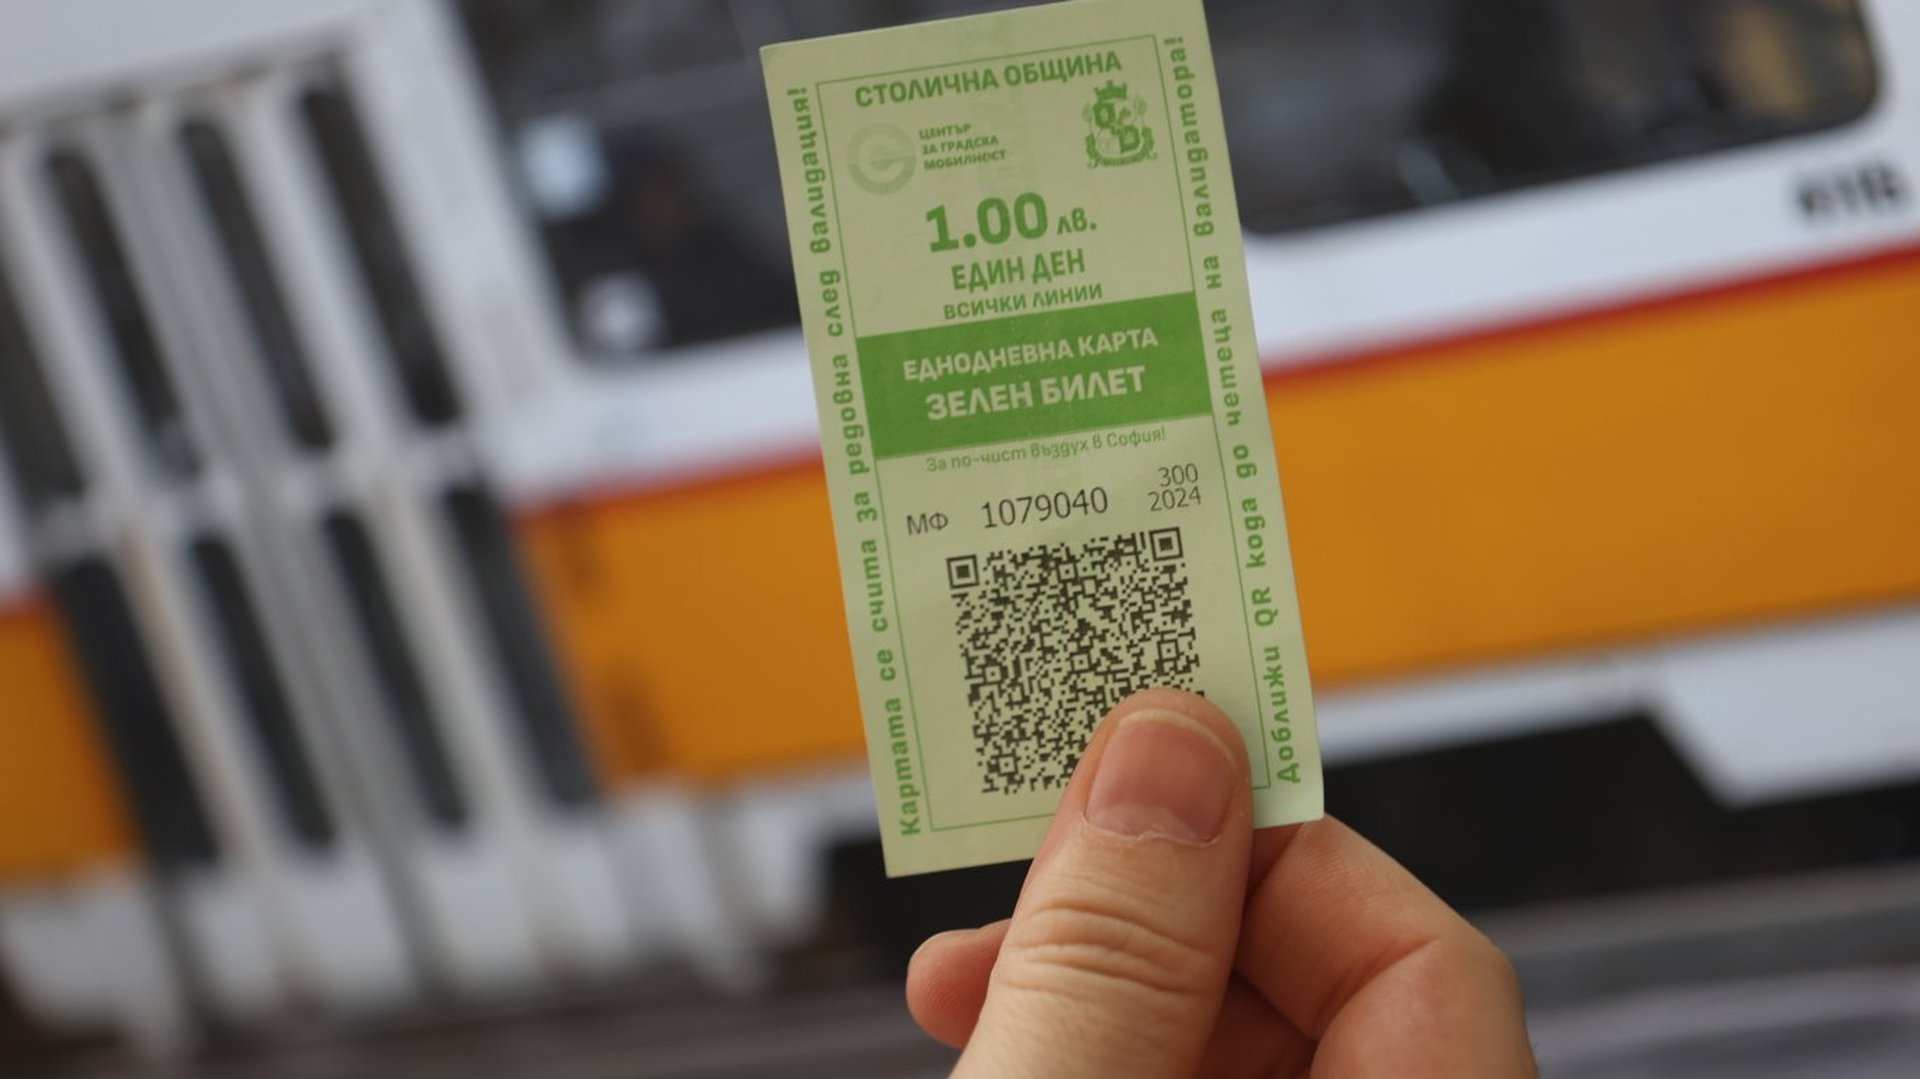 СТОЛИЧНА ОБЩИНА
ЦЕНТЪР
ЗА ГРАДСКА
МОБИЛНОСТ
1.00 лв.
ЕДИН ДЕН
ВСИЧКИ ЛИНИИ
ЕДНОДНЕВНА КАРТА
ЗЕЛЕН БИЛЕТ
За по-чист въздух в София!
МФ 1079040
300
2024
Картата се счита за редовна след валидация!
Доближи QR кода до четеца на валидатора!